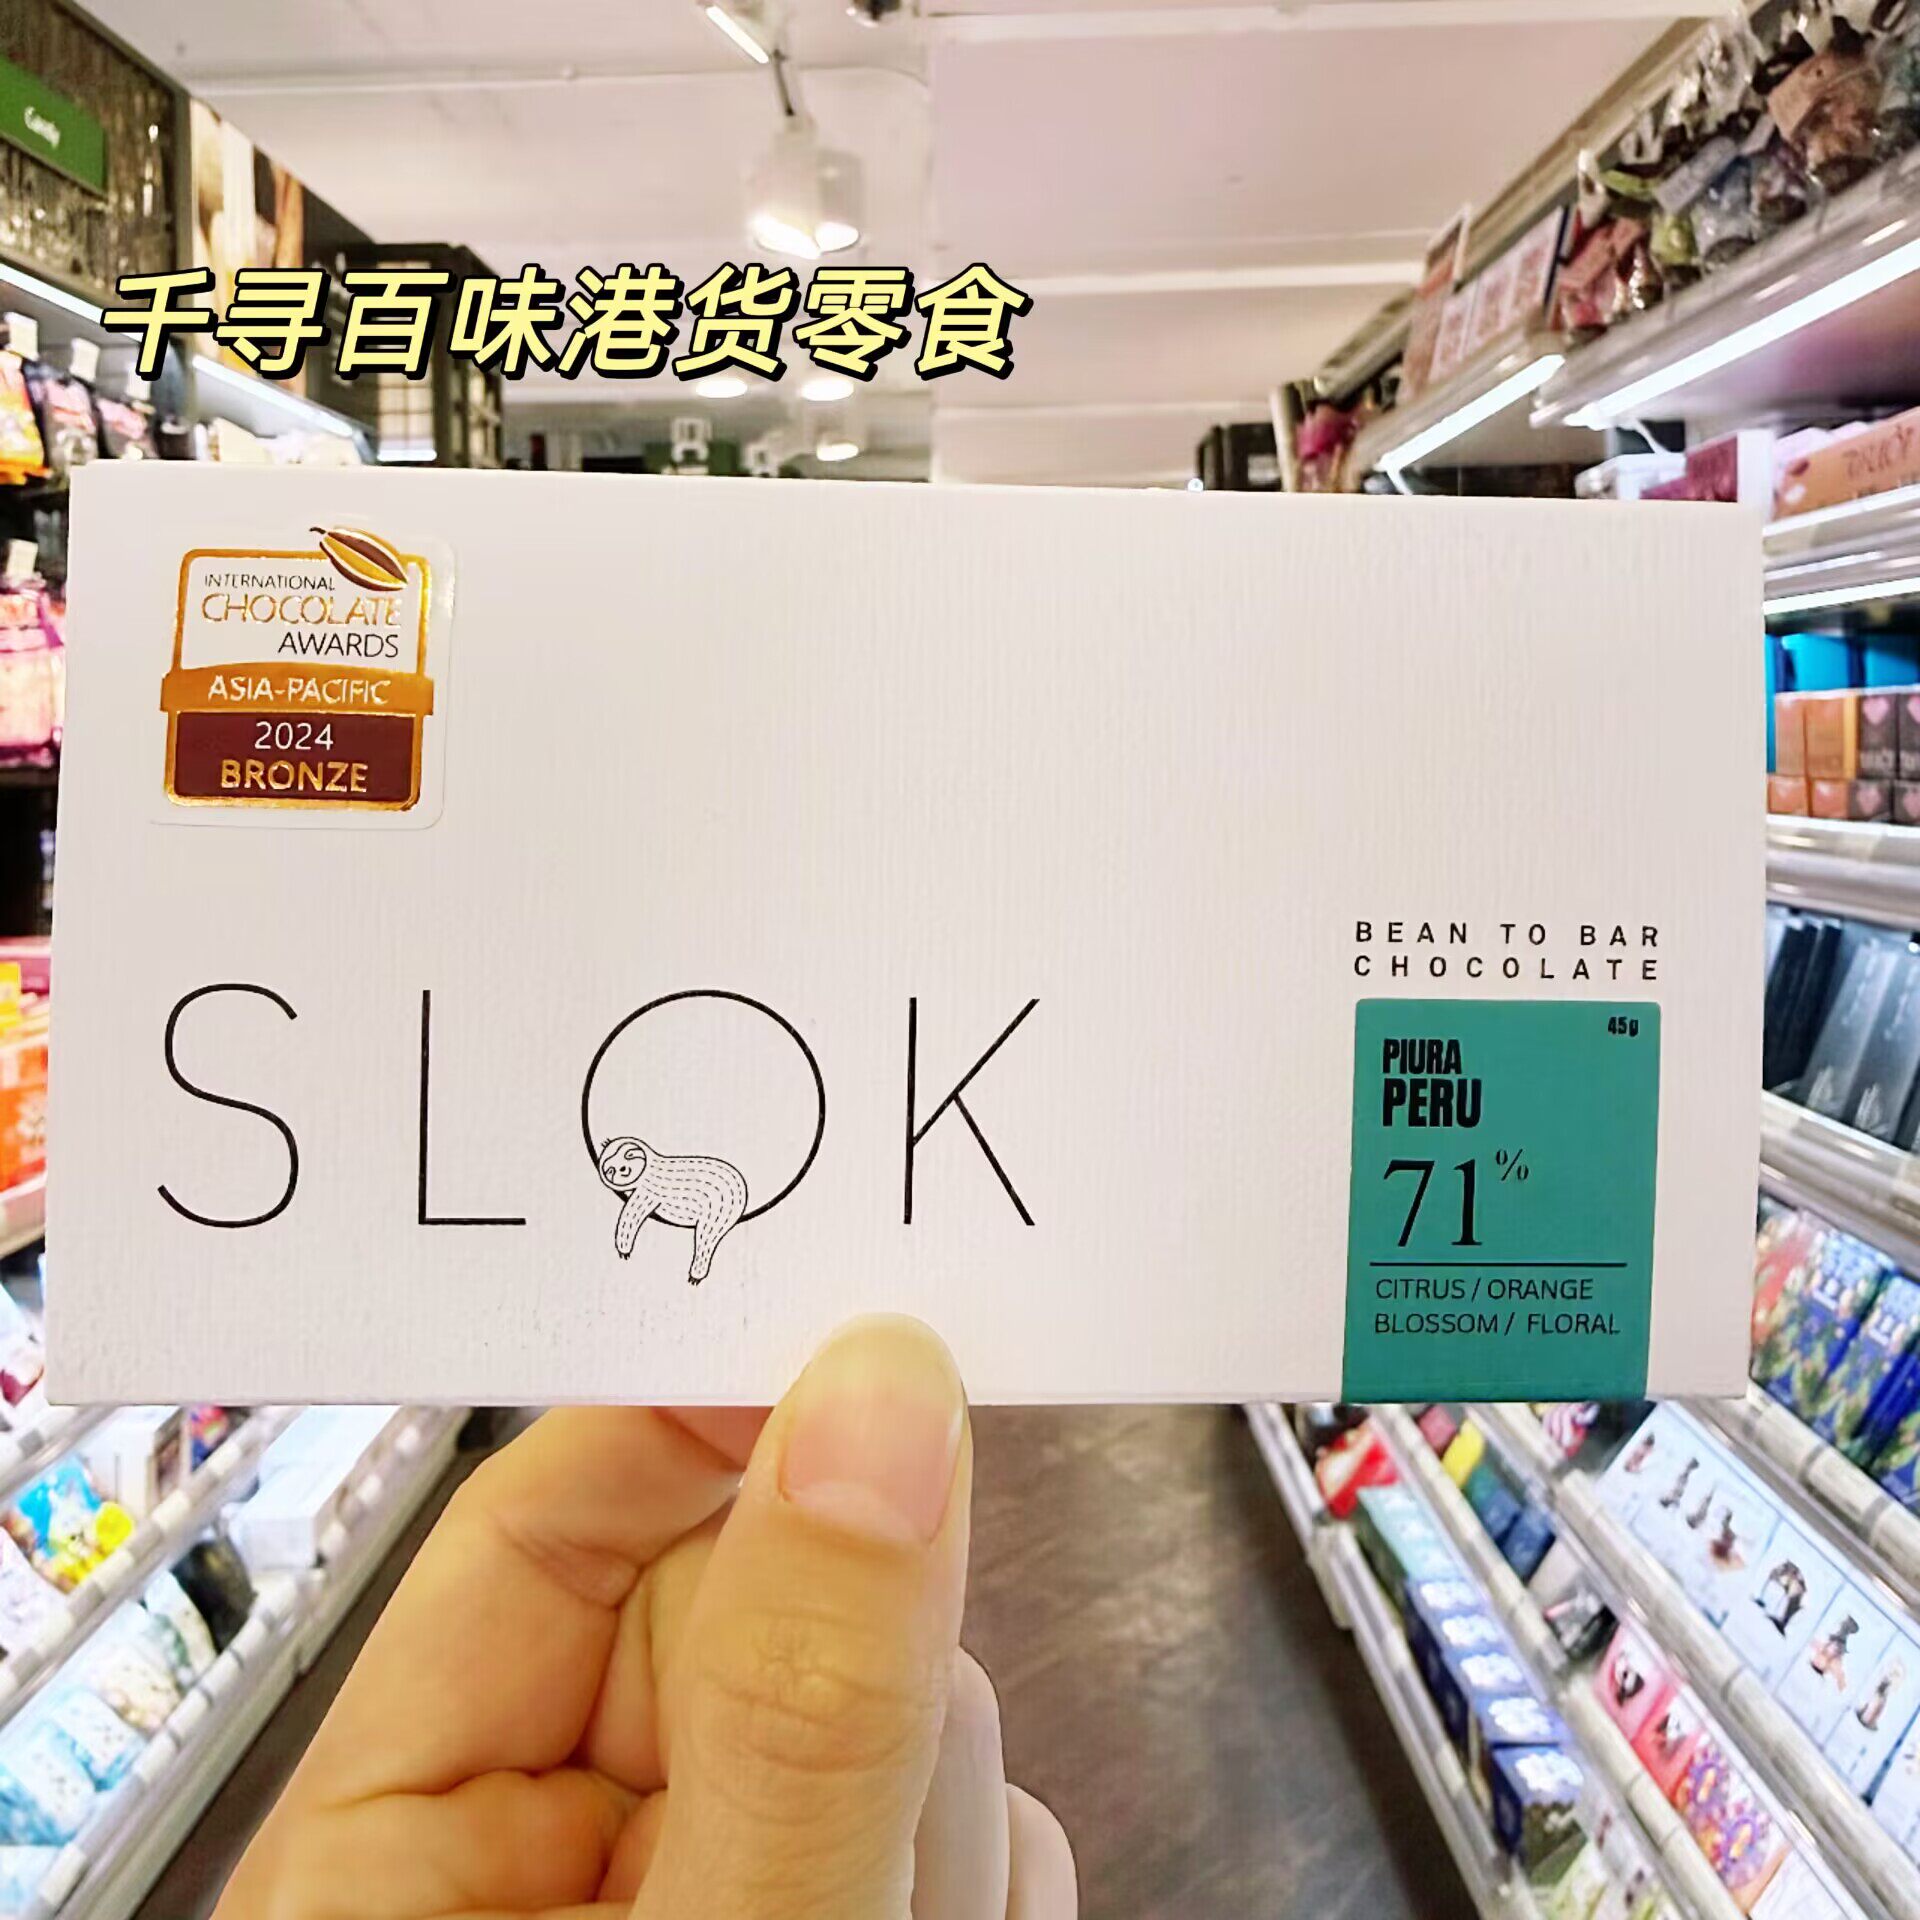 Candy
千寻百味港货零食
INTERNATIONAL
CHOCOLATE
AWARDS
ASIA-PACIFIC
2024
BRONZE
SLOK
BEAN TO BAR
CHOCOLATE
45g
PIURA
PERU
71%
CITRUS / ORANGE
BLOSSOM / FLORAL